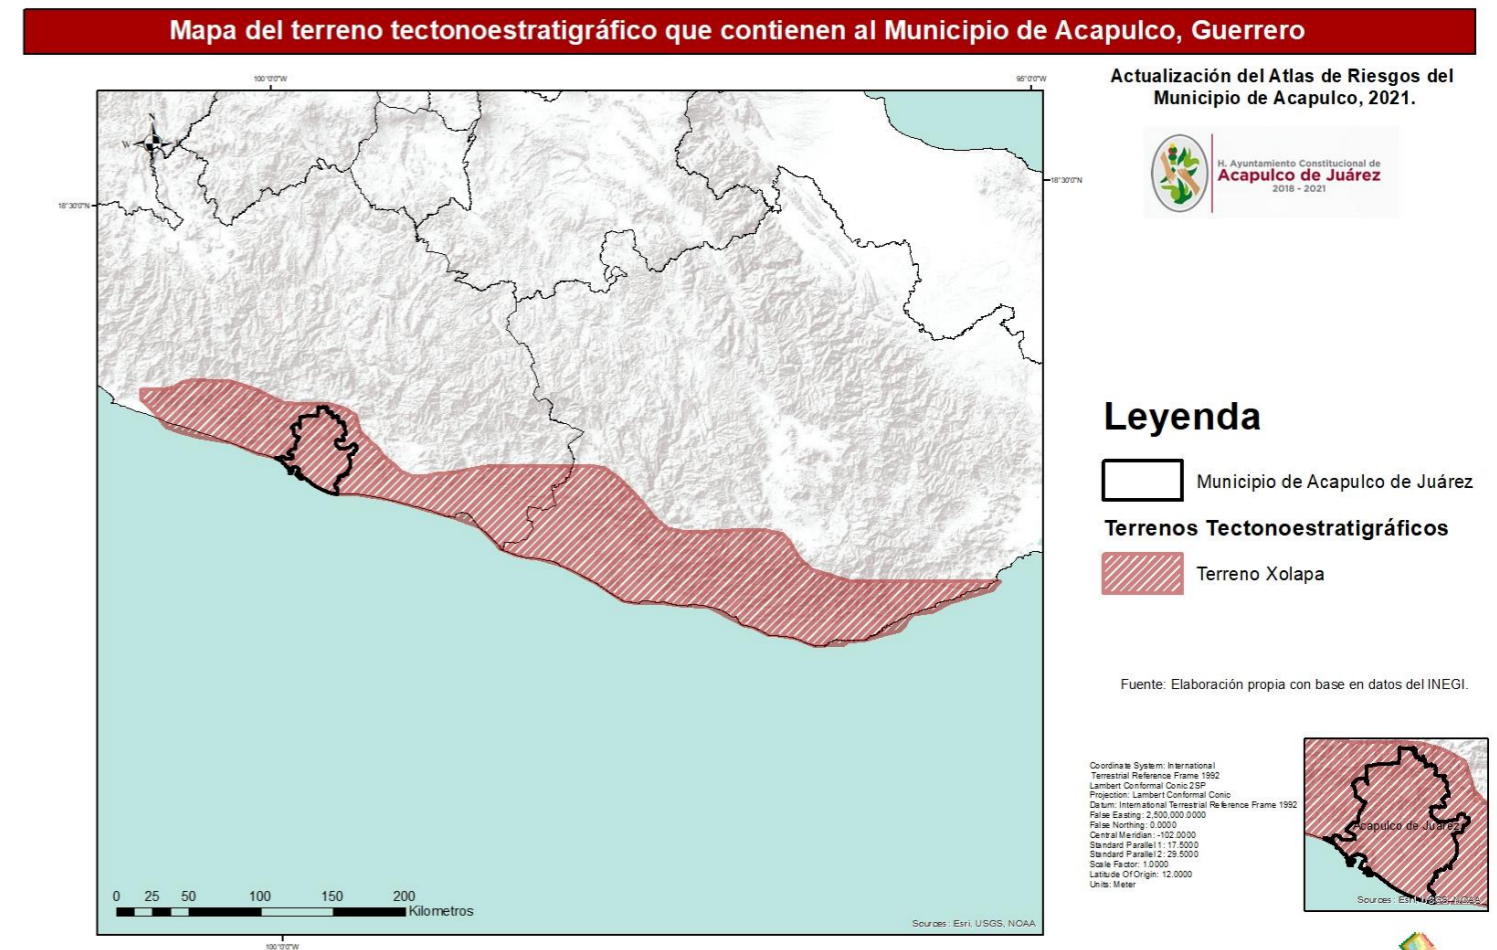 Mapa del terreno tectonoestratigráfico que contienen al Municipio de Acapulco, Guerrero
100°0'0"W
95°0'0"W
Actualización del Atlas de Riesgos del
Municipio de Acapulco, 2021.
H. Ayuntamiento Constitucional de
Acapulco de Juárez
2018 - 2021
N
W
18°30'0"N
18°30'0"N
Leyenda
Municipio de Acapulco de Juárez
Terrenos Tectonoestratigráficos
Terreno Xolapa
Fuente: Elaboración propia con base en datos del INEGI.
Coordinate System: International
Terrestrial Reference Frame 1992
Lambert Conformal Conic 2SP
Projection: Lambert Conformal Conic
Datum: International Terrestrial Reference Frame 1992
False Easting: 2,500,000.0000
False Northing: 0.0000
Central Meridian: -102.0000
Standard Parallel 1: 17.5000
Standard Parallel 2: 29.5000
Scale Factor: 1.0000
Latitude Of Origin: 12.0000
Units: Meter
Acapulco de Juárez
Sources: Esri, USGS, NOAA
0 25 50 100 150 200
Kilometros
Sources: Esri, USGS, NOAA
100°0'0"W